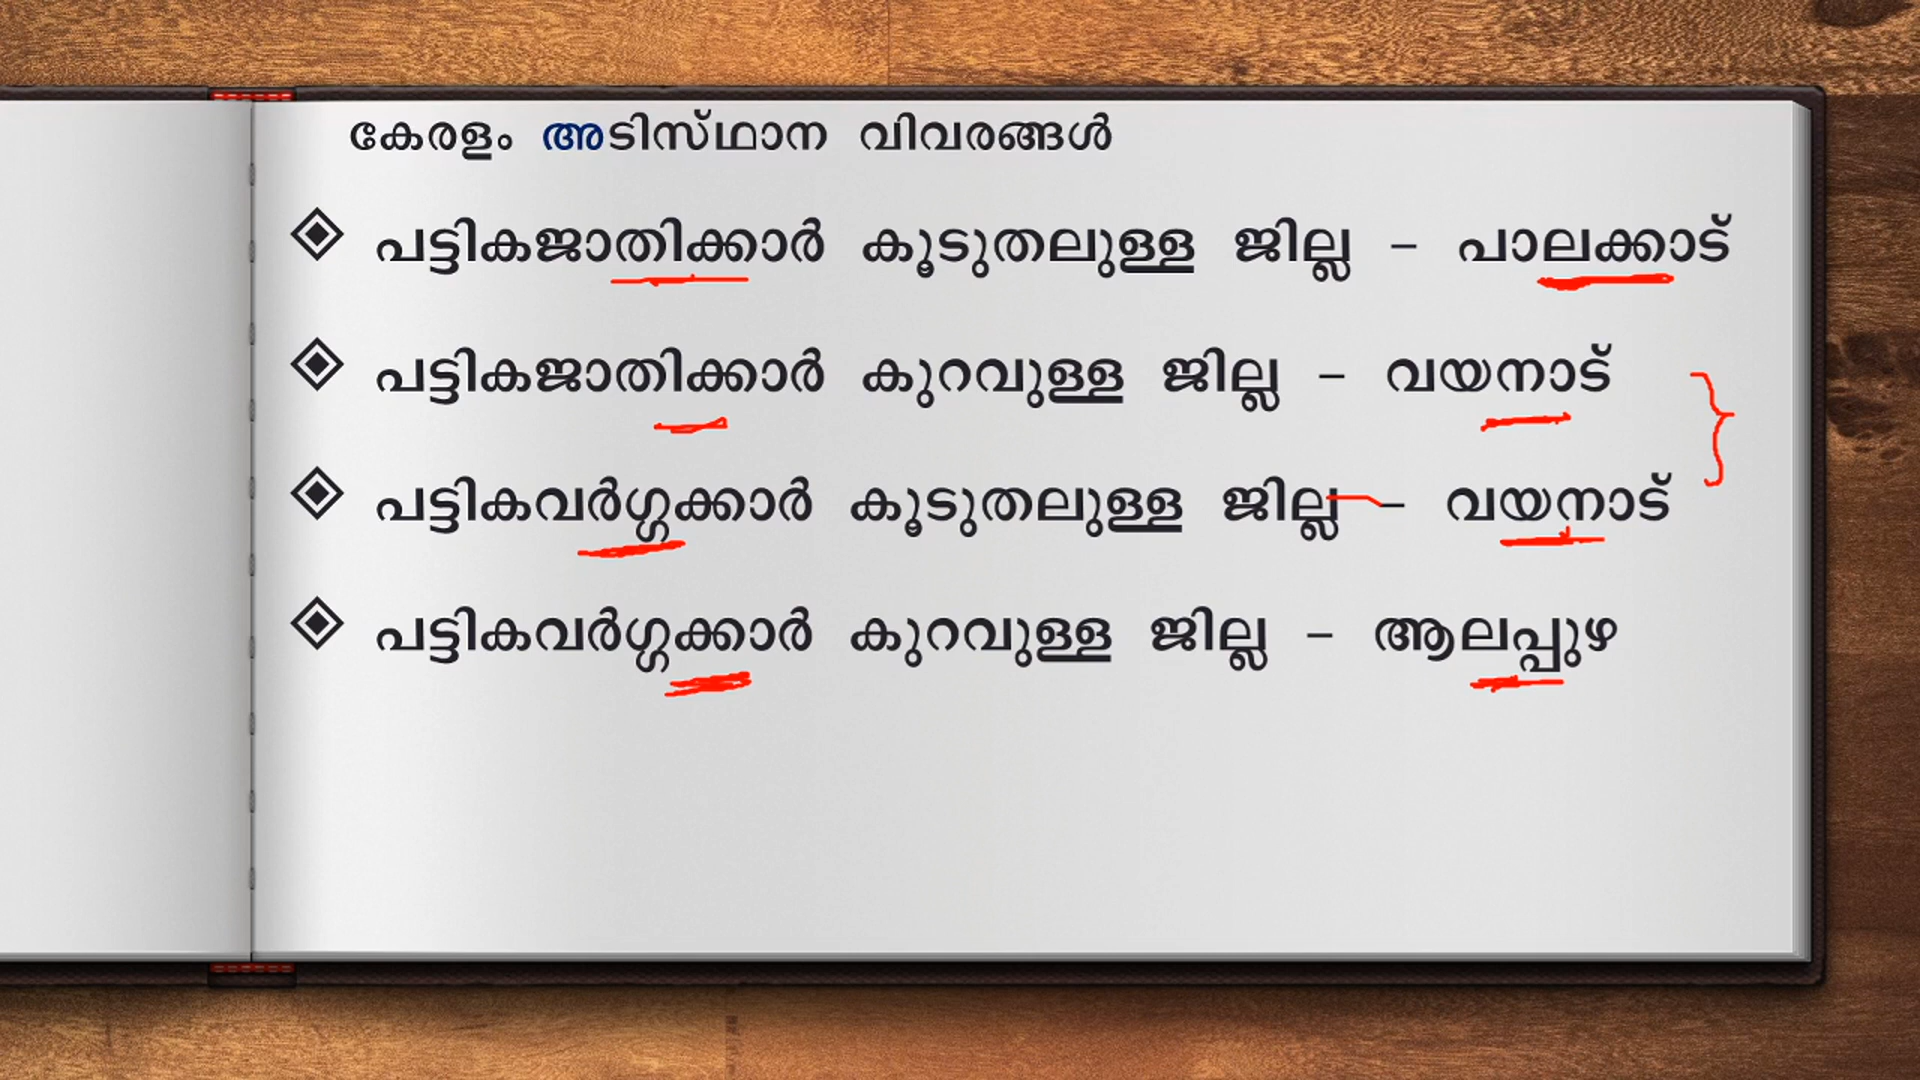 കേരളം അടിസ്ഥാന വിവരങ്ങൾ
പട്ടികജാതിക്കാർ കൂടുതലുള്ള ജില്ല – പാലക്കാട്
പട്ടികജാതിക്കാർ കുറവുള്ള ജില്ല – വയനാട്
പട്ടികവർഗ്ഗക്കാർ കൂടുതലുള്ള ജില്ല – വയനാട്
പട്ടികവർഗ്ഗക്കാർ കുറവുള്ള ജില്ല – ആലപ്പുഴ